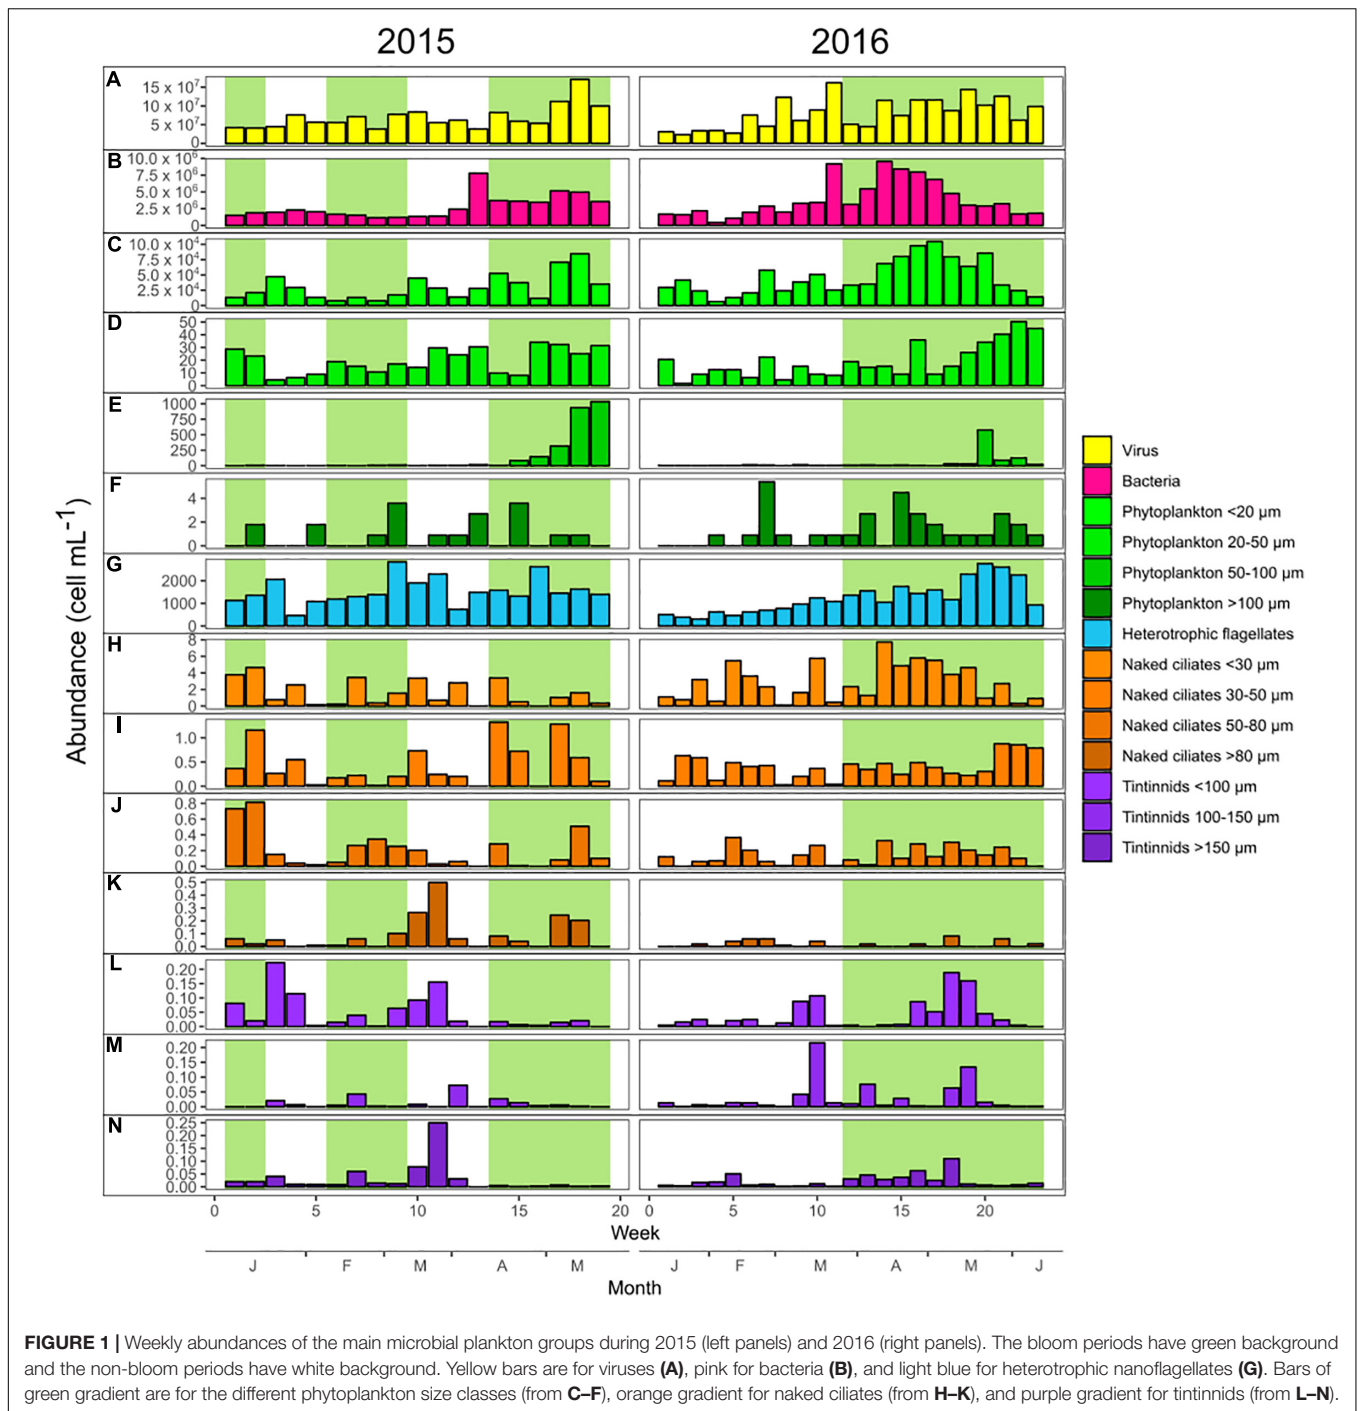 2015 2016
A
15 x 10⁷
10 x 10⁷
5 x 10⁷
0
B
10.0 x 10⁶
7.5 x 10⁶
5.0 x 10⁶
2.5 x 10⁶
0
C
10.0 x 10⁴
7.5 x 10⁴
5.0 x 10⁴
2.5 x 10⁴
0
D
50
40
30
20
10
0
E
1000
750
500
250
0
F
4
2
0
G
2000
1000
0
H
8
6
4
2
0
I
1.0
0.5
0.0
J
0.8
0.6
0.4
0.2
0.0
K
0.5
0.4
0.3
0.2
0.1
0.0
L
0.20
0.15
0.10
0.05
0.00
M
0.20
0.15
0.10
0.05
0.00
N
0.25
0.20
0.15
0.10
0.05
0.00
Abundance (cell mL⁻¹)
0 5 10 15 20 0 5 10 15 20
Week
J F M A M J F M A M J
Month
Virus
Bacteria
Phytoplankton <20 µm
Phytoplankton 20-50 µm
Phytoplankton 50-100 µm
Phytoplankton >100 µm
Heterotrophic flagellates
Naked ciliates <30 µm
Naked ciliates 30-50 µm
Naked ciliates 50-80 µm
Naked ciliates >80 µm
Tintinnids <100 µm
Tintinnids 100-150 µm
Tintinnids >150 µm
FIGURE 1 | Weekly abundances of the main microbial plankton groups during 2015 (left panels) and 2016 (right panels). The bloom periods have green background
and the non-bloom periods have white background. Yellow bars are for viruses (A), pink for bacteria (B), and light blue for heterotrophic nanoflagellates (G). Bars of
green gradient are for the different phytoplankton size classes (from C–F), orange gradient for naked ciliates (from H–K), and purple gradient for tintinnids (from L–N).